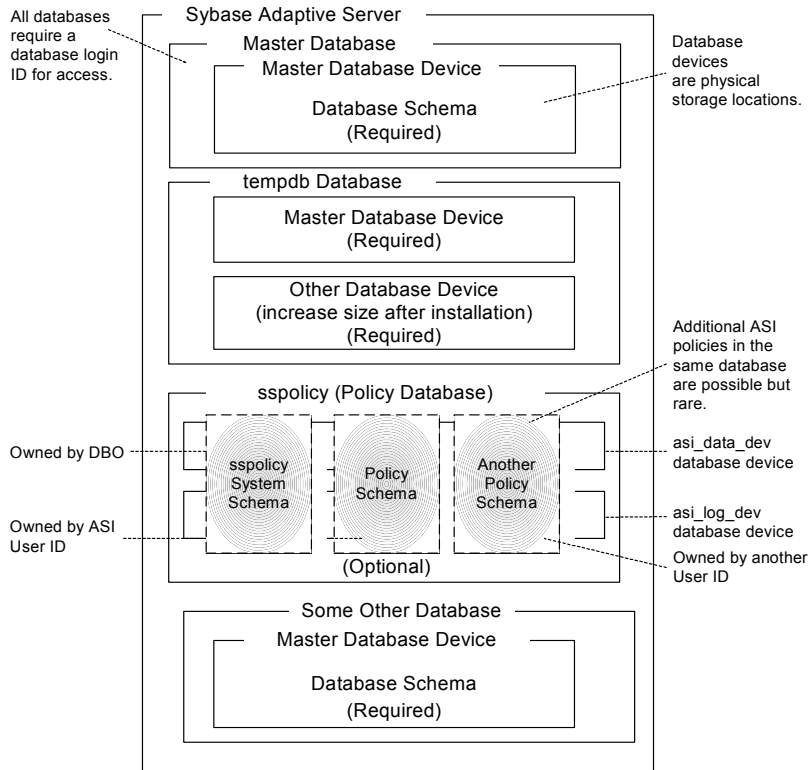 All databases
require a
database login
ID for access.
Sybase Adaptive Server
Master Database
Master Database Device
Database Schema
(Required)
Database
devices
are physical
storage locations.
tempdb Database
Master Database Device
(Required)
Other Database Device
(increase size after installation)
(Required)
Additional ASI
policies in the
same database
are possible but
rare.
sspolicy (Policy Database)
Owned by DBO
Owned by ASI
User ID
sspolicy
System
Schema
Policy
Schema
Another
Policy
Schema
(Optional)
asi_data_dev
database device
asi_log_dev
database device
Owned by another
User ID
Some Other Database
Master Database Device
Database Schema
(Required)